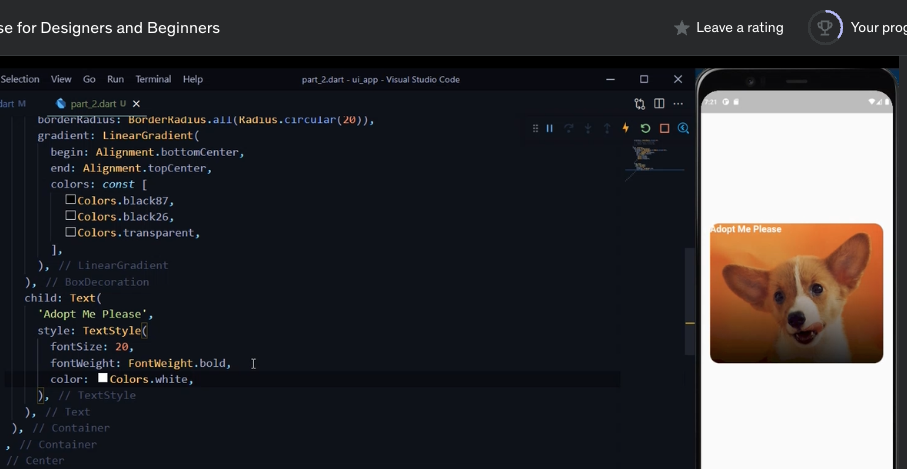 se for Designers and Beginners
Leave a rating
Your prog
Selection View Go Run Terminal Help
part_2.dart - ui_app - Visual Studio Code
dart M
part_2.dart U
borderRadius: BorderRadius.all(Radius.circular(20)),
gradient: LinearGradient(
begin: Alignment.bottomCenter,
end: Alignment.topCenter,
colors: const [
Colors.black87,
Colors.black26,
Colors.transparent,
],
), // LinearGradient
), // BoxDecoration
child: Text(
'Adopt Me Please',
style: TextStyle(
fontSize: 20,
fontWeight: FontWeight.bold,
color: Colors.white,
), // TextStyle
), // Text
), // Container
, // Container
// Center
7:21
Adopt Me Please